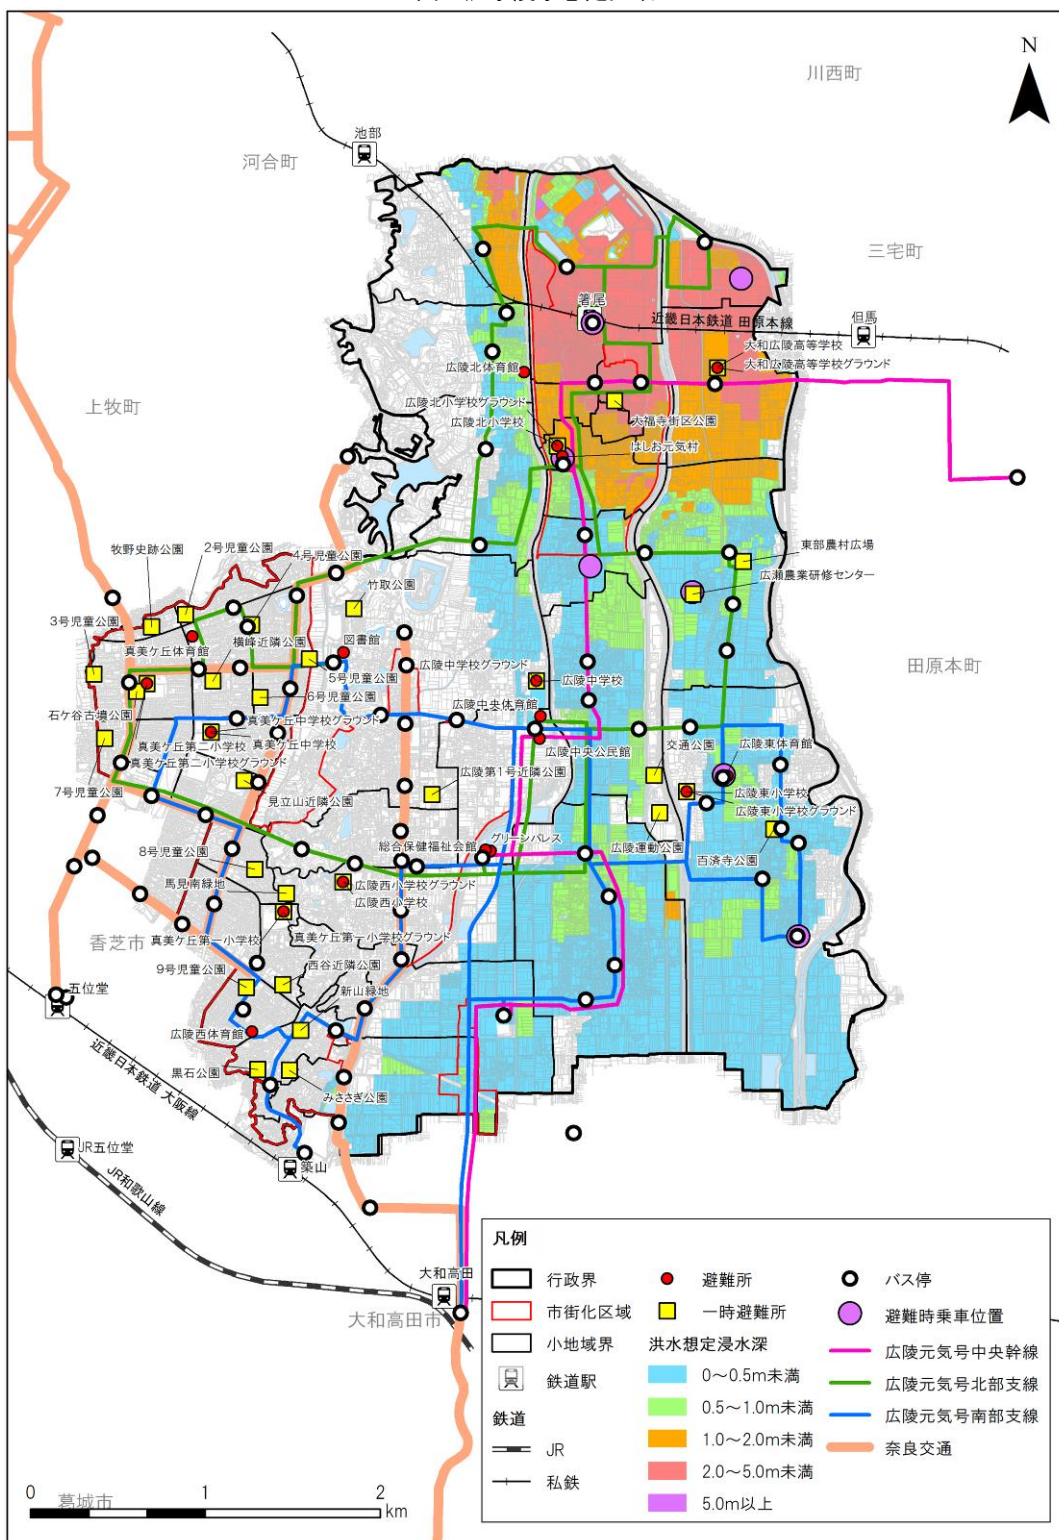 N
川西町
池部
河合町
三宅町
箸尾
近畿日本鉄道 田原本線
但馬
大和広陵高等学校
大和広陵高等学校グラウンド
広陵北体育館
上牧町
広陵北小学校グラウンド
大福寺街区公園
広陵北小学校
はしお元気村
牧野史跡公園
2号児童公園
4号児童公園
東部農村広場
竹取公園
広瀬農業研修センター
3号児童公園
横峰近隣公園
図書館
真美ケ丘体育館
広陵中学校グラウンド
田原本町
5号児童公園
広陵中学校
6号児童公園
石ケ谷古墳公園
真美ケ丘中学校グラウンド
広陵中央体育館
真美ケ丘第二小学校
真美ケ丘中学校
交通公園
広陵東体育館
広陵中央公民館
真美ケ丘第二小学校グラウンド
広陵第1号近隣公園
7号児童公園
見立山近隣公園
広陵東小学校
広陵東小学校グラウンド
グリーンパレス
総合保健福祉会館
広陵運動公園
8号児童公園
百済寺公園
馬見南緑地
広陵西小学校グラウンド
広陵西小学校
香芝市
真美ケ丘第一小学校
真美ケ丘第一小学校グラウンド
西谷近隣公園
9号児童公園
新山緑地
五位堂
広陵西体育館
近畿日本鉄道 大阪線
黒石公園
みささぎ公園
JR五位堂
築山
JR和歌山線
大和高田
大和高田市
凡例
行政界
避難所
バス停
市街化区域
一時避難所
避難時乗車位置
小地域界
洪水想定浸水深
広陵元気号中央幹線
鉄道駅
0～0.5m未満
広陵元気号北部支線
0.5～1.0m未満
広陵元気号南部支線
鉄道
1.0～2.0m未満
奈良交通
JR
2.0～5.0m未満
私鉄
5.0m以上
0 1 2
km
葛城市